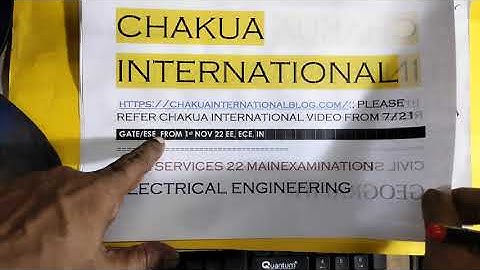 CHAKUA
INTERNATIONAL
HTTPS://CHAKUAINTERNATIONALBLOG.COM/ PLEASE
REFER CHAKUA INTERNATIONAL VIDEO FROM 7/21
GATE/ESE FROM 1st NOV 22 EE, ECE, IN
SERVICES 22 MAINEXAMINATION
ELECTRICAL ENGINEERING
Quantum